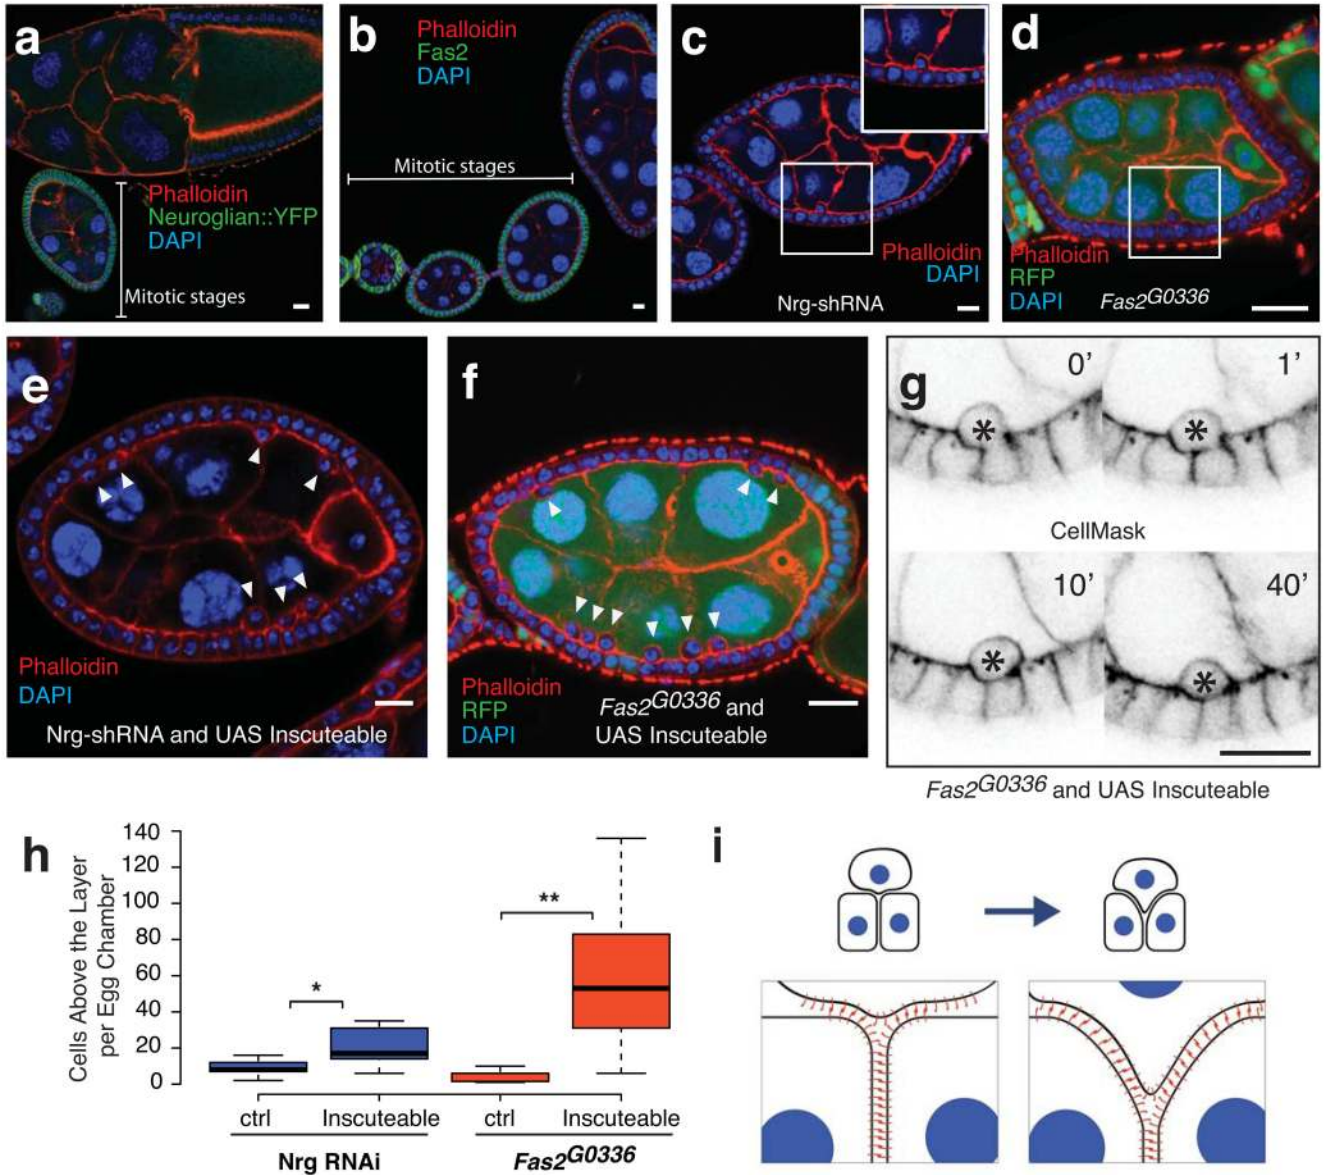 a
Phalloidin
Neuroglian::YFP
DAPI
Mitotic stages
b
Phalloidin
Fas2
DAPI
Mitotic stages
c
Phalloidin
DAPI
Nrg-shRNA
d
Phalloidin
RFP
DAPI
Fas2G0336
e
Phalloidin
DAPI
Nrg-shRNA and UAS Inscuteable
f
Phalloidin
RFP
DAPI
Fas2G0336 and
UAS Inscuteable
g
0’
1’
*
*
CellMask
10’
40’
*
*
Fas2G0336 and UAS Inscuteable
h
Cells Above the Layer
per Egg Chamber
140
120
100
80
60
40
20
0
*
**
ctrl
Inscuteable
ctrl
Inscuteable
Nrg RNAi
Fas2G0336
i